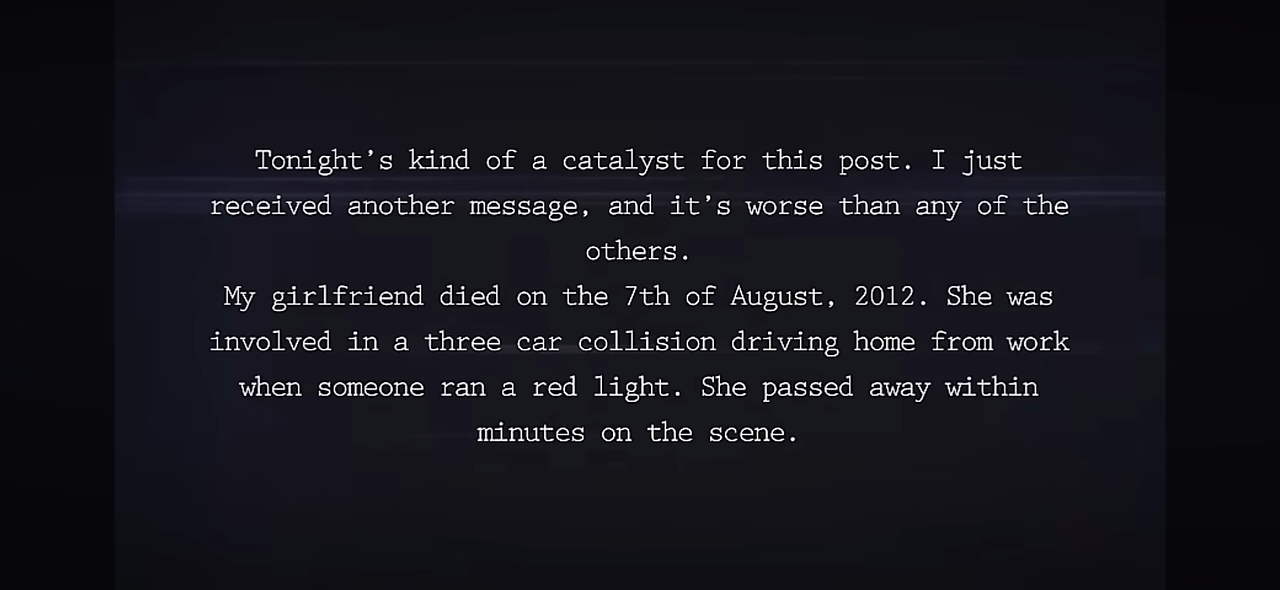 Tonight’s kind of a catalyst for this post. I just
received another message, and it’s worse than any of the
others.
My girlfriend died on the 7th of August, 2012. She was
involved in a three car collision driving home from work
when someone ran a red light. She passed away within
minutes on the scene.